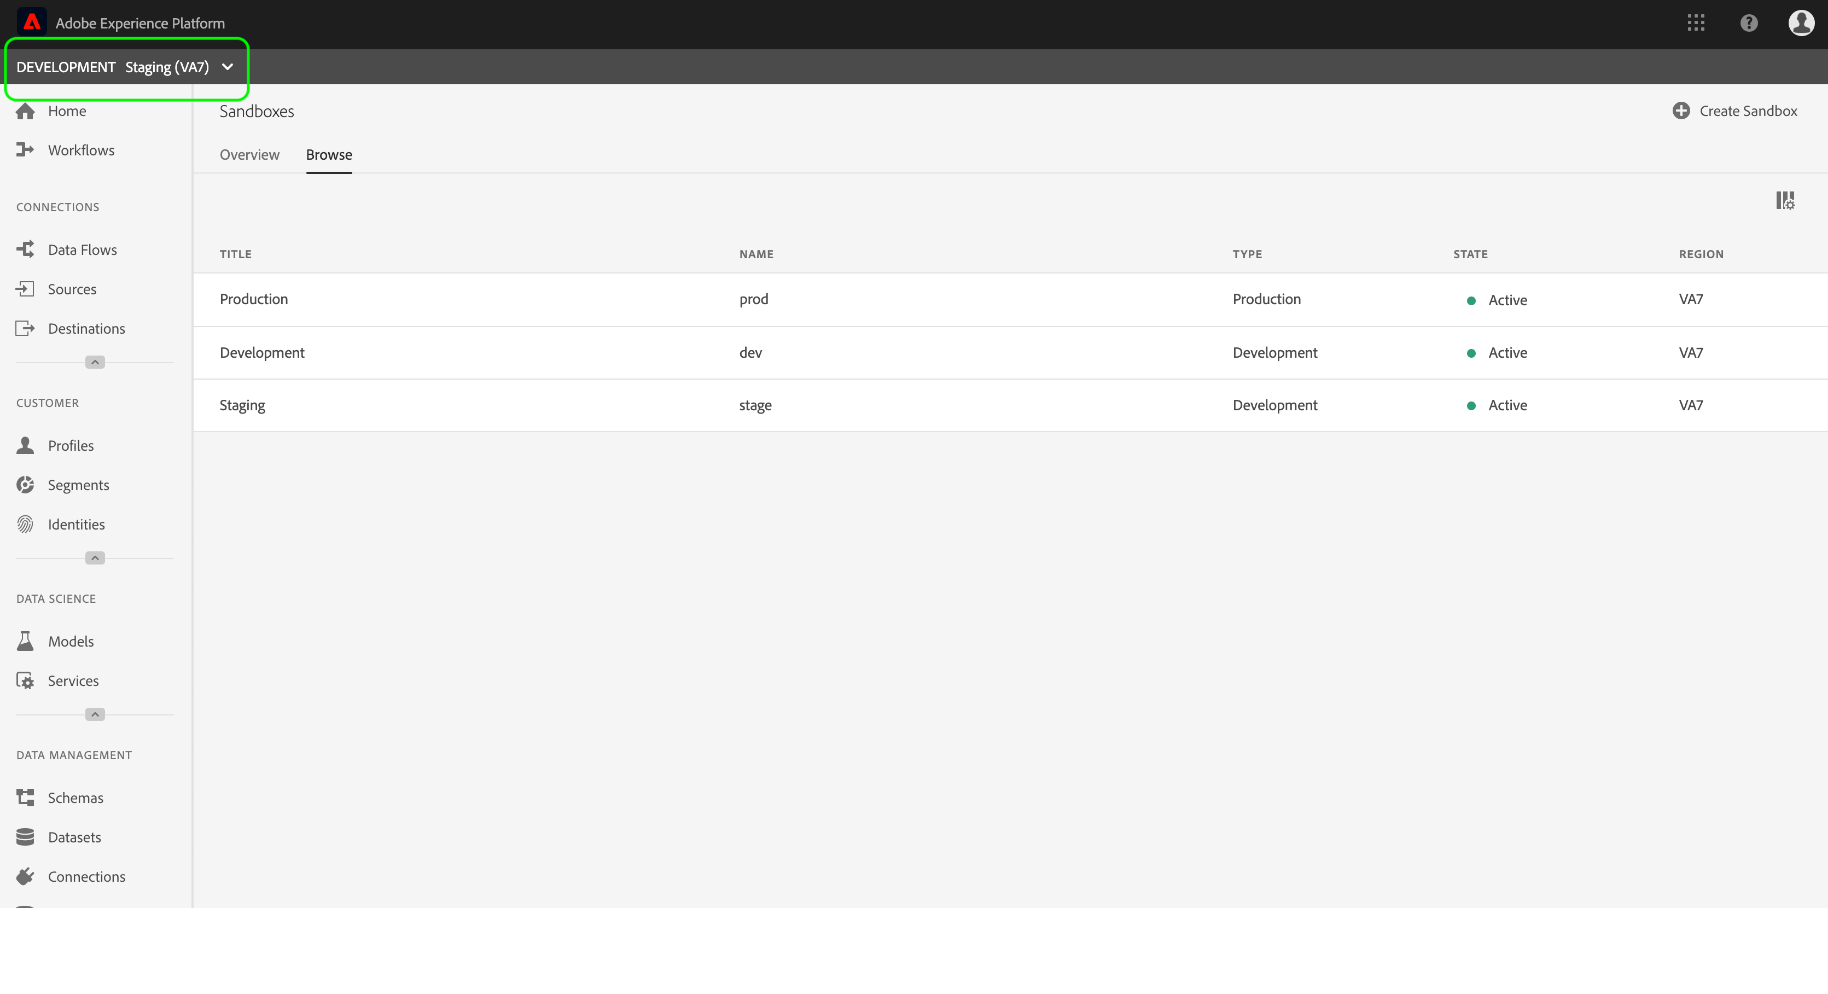 Adobe Experience Platform
DEVELOPMENT Staging (VA7)
Home
Workflows
CONNECTIONS
Data Flows
Sources
Destinations
CUSTOMER
Profiles
Segments
Identities
DATA SCIENCE
Models
Services
DATA MANAGEMENT
Schemas
Datasets
Connections
Sandboxes
Create Sandbox
Overview Browse
TITLE NAME TYPE STATE REGION
Production prod Production Active VA7
Development dev Development Active VA7
Staging stage Development Active VA7